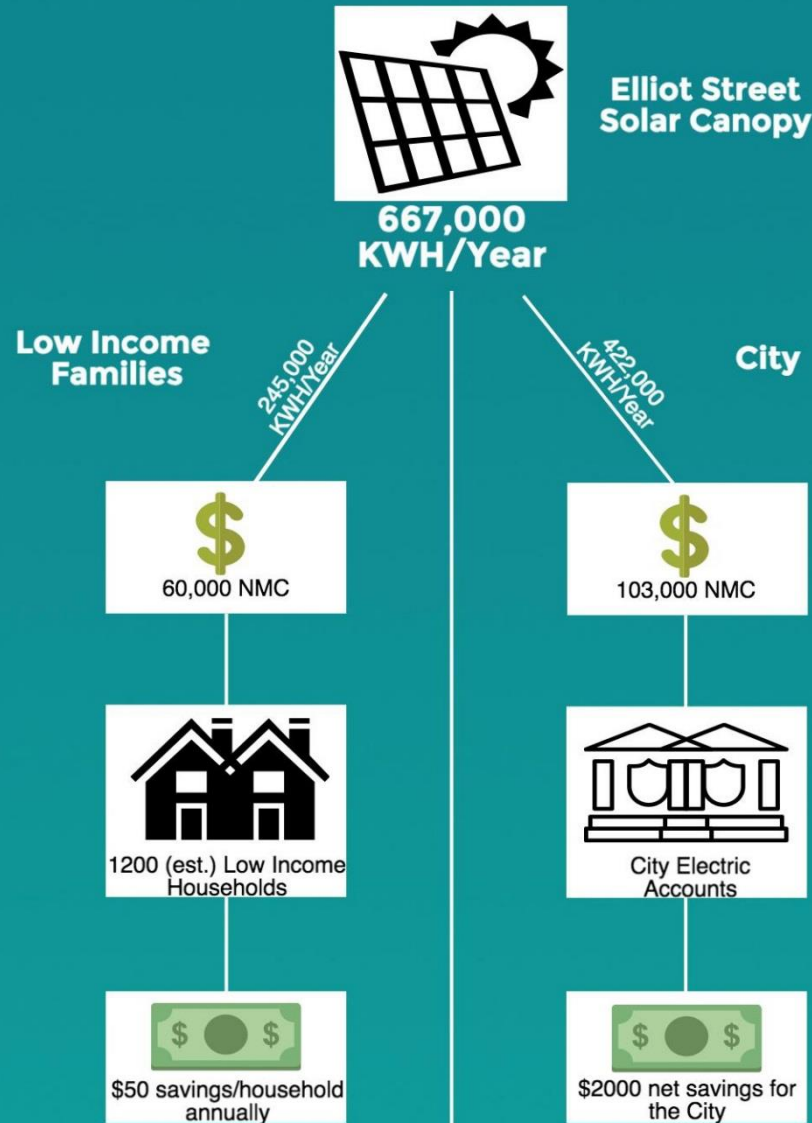 Elliot Street
Solar Canopy
667,000
KWH/Year
Low Income
Families
245,000
KWH/Year
422,000
KWH/Year
City
$
60,000 NMC
$
103,000 NMC
1200 (est.) Low Income
Households
City Electric
Accounts
$ $
$50 savings/household
annually
$ $
$2000 net savings for
the City